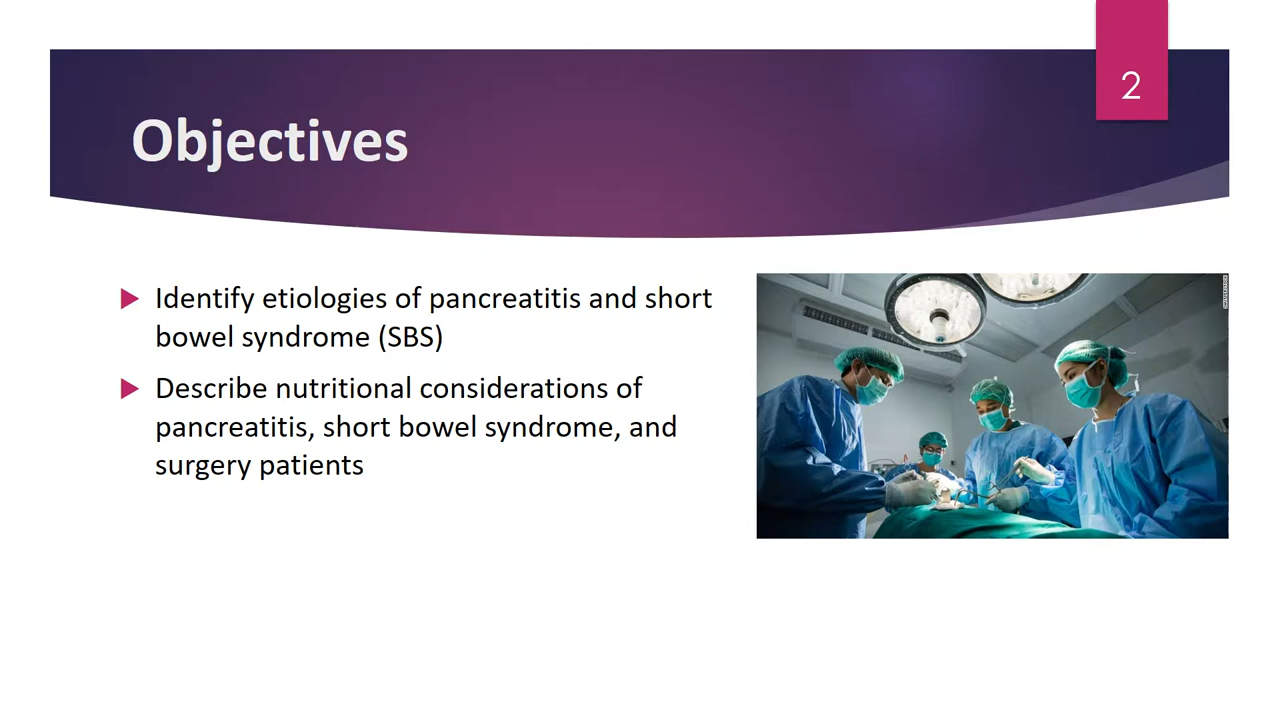 2
Objectives
Identify etiologies of pancreatitis and short
bowel syndrome (SBS)
Describe nutritional considerations of
pancreatitis, short bowel syndrome, and
surgery patients